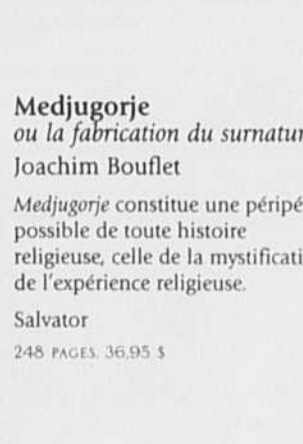 Medjugorje
ou la fabrication du surnatur
Joachim Bouflet
Medjugorje constitue une péripé
possible de toute histoire
religieuse, celle de la mystificati
de l'expérience religieuse.
Salvator
248 PAGES. 36,95 $